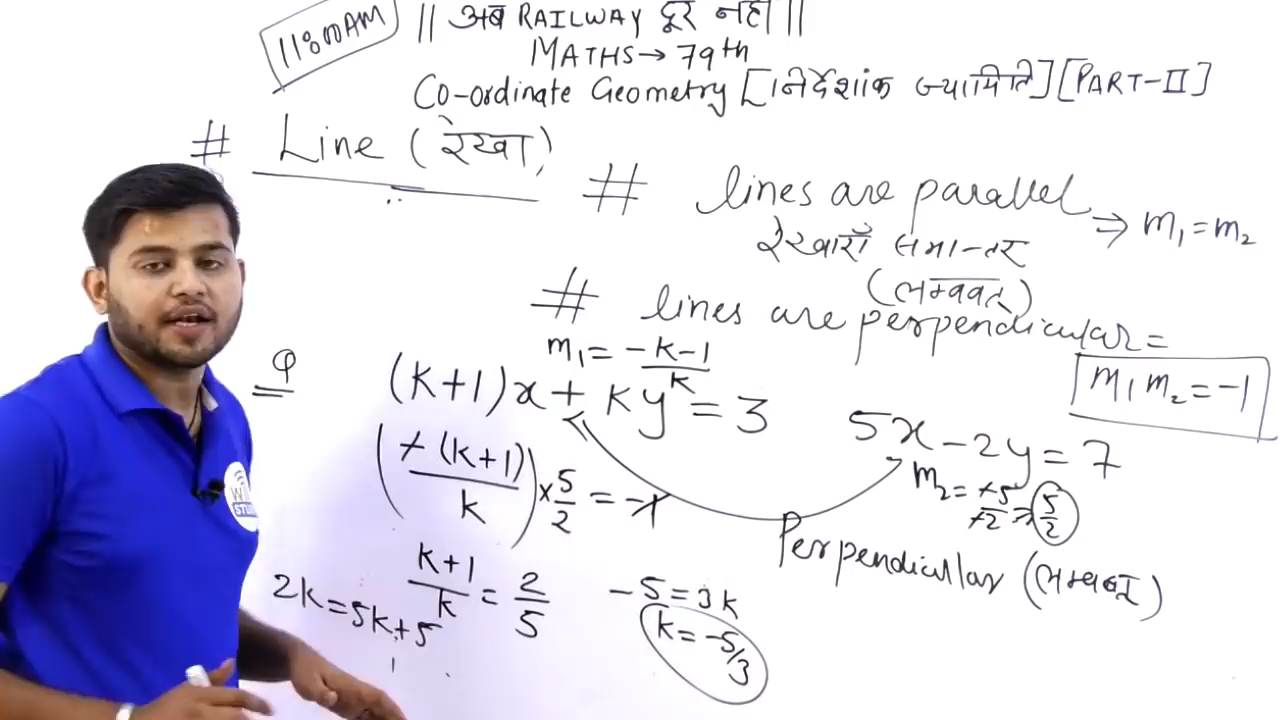 11:00AM
|| अब RAILWAY दूर नहीं ||
MATHS→ 79th
Co-ordinate Geometry [निर्देशांक ज्यामिति] [PART-II]
# Line (रेखा)
# lines are parallel ⇒ m₁=m₂
रेखाएँ समान्तर
(लम्बवत्)
# lines are perpendicular =
m₁m₂=-1
m₁= -k-1/k
Q (k+1)x + ky = 3
5x-2y=7
m₂= -5/-2 ⇒ 5/2
(-(k+1)/k) × 5/2 = -1
Perpendicular (लम्बवत)
k+1/k = 2/5
2k=5k+5
-5=3k
k=-5/3